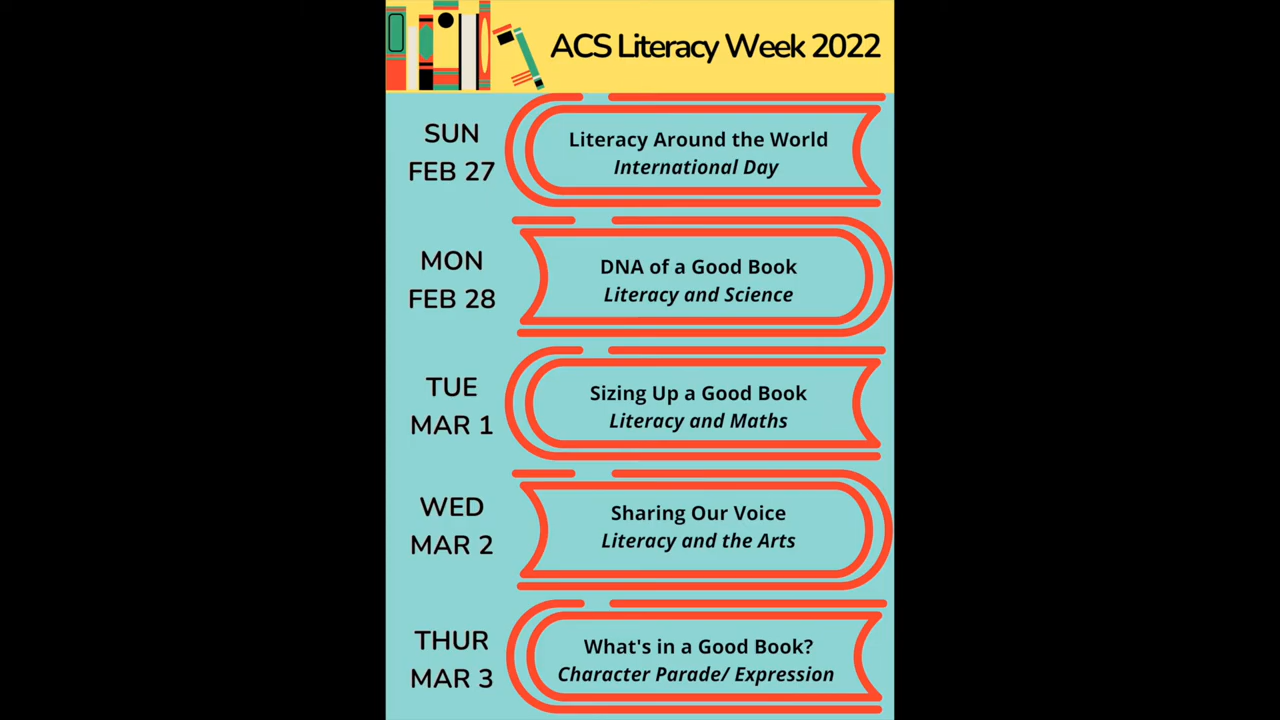 ACS Literacy Week 2022
SUN
FEB 27
Literacy Around the World
International Day
MON
FEB 28
DNA of a Good Book
Literacy and Science
TUE
MAR 1
Sizing Up a Good Book
Literacy and Maths
WED
MAR 2
Sharing Our Voice
Literacy and the Arts
THUR
MAR 3
What's in a Good Book?
Character Parade/ Expression